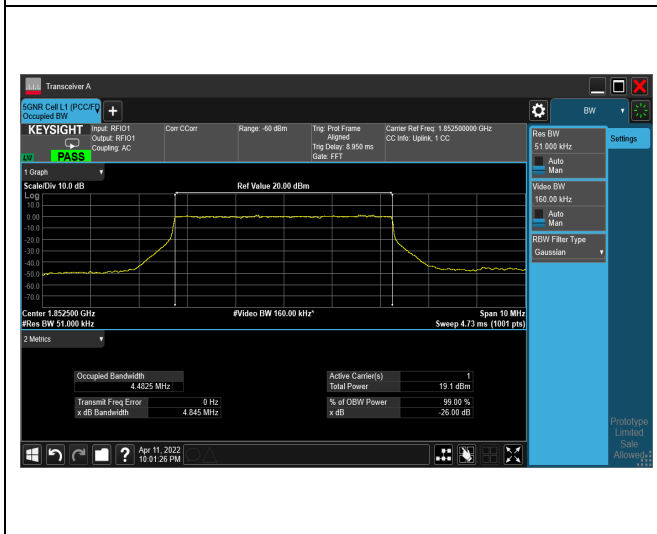 Transceiver A
5GNR Cell L1 (PCC/FD
Occupied BW
BW
KEYSIGHT
Input: RFIO1
Output: RFIO1
Coupling: AC
Corr CCorr
Range: -60 dBm
Trig: Prot Frame
Aligned
Trig Delay: 8.950 ms
Gate: FFT
Carrier Ref Freq: 1.852500000 GHz
CC Info: Uplink, 1 CC
PASS
1 Graph
Scale/Div 10.0 dB
Ref Value 20.00 dBm
Log
10.0
0.00
-10.0
-20.0
-30.0
-40.0
-50.0
-60.0
-70.0
Center 1.852500 GHz
#Video BW 160.00 kHz*
Span 10 MHz
#Res BW 51.000 kHz
Sweep 4.73 ms (1001 pts)
2 Metrics
Occupied Bandwidth
4.4825 MHz
Transmit Freq Error 0 Hz
x dB Bandwidth 4.845 MHz
Active Carrier(s) 1
Total Power 19.1 dBm
% of OBW Power 99.00 %
x dB -26.00 dB
Res BW
51.000 kHz
Auto
Man
Video BW
160.00 kHz
Auto
Man
RBW Filter Type
Gaussian
Settings
Prototype
Limited
Sale
Allowed
?
Apr 11, 2022
10:01:26 PM